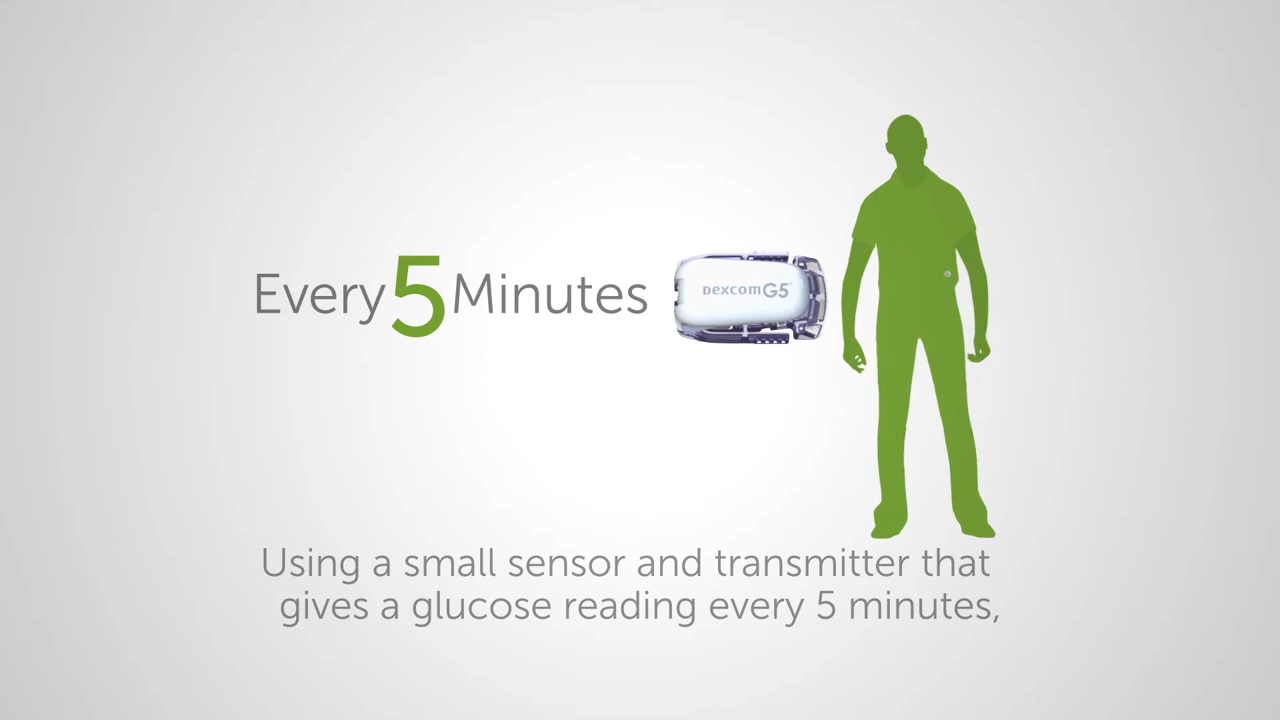 Every 5 Minutes
Dexcom G5
Using a small sensor and transmitter that
gives a glucose reading every 5 minutes,